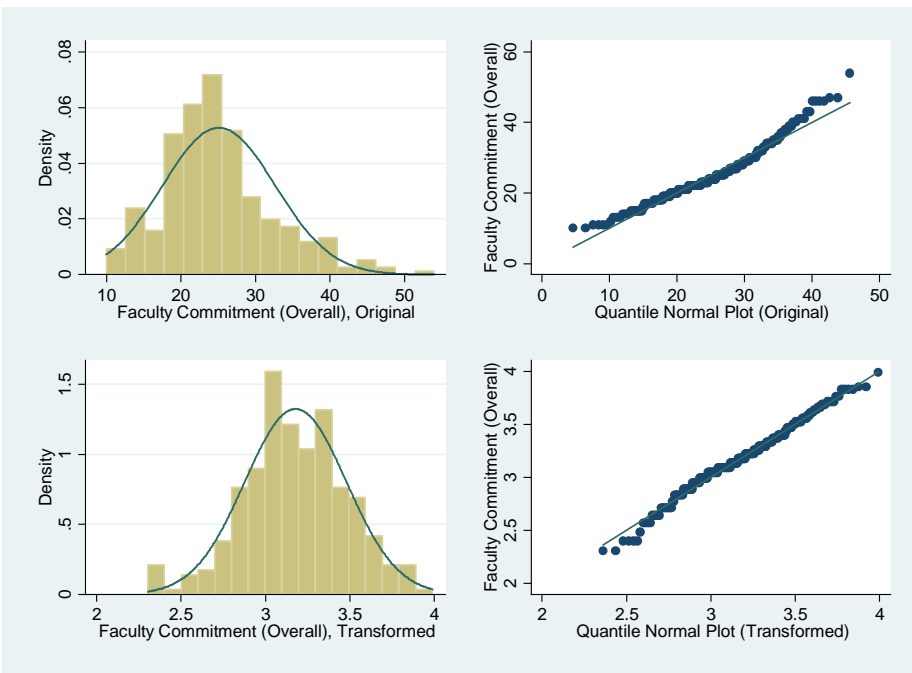 Density
0 .02 .04 .06 .08
10 20 30 40 50
Faculty Commitment (Overall), Original
Faculty Commitment (Overall)
0 20 40 60
0 10 20 30 40 50
Quantile Normal Plot (Original)
Density
0 .5 1 1.5
2 2.5 3 3.5 4
Faculty Commitment (Overall), Transformed
Faculty Commitment (Overall)
2 2.5 3 3.5 4
2 2.5 3 3.5 4
Quantile Normal Plot (Transformed)